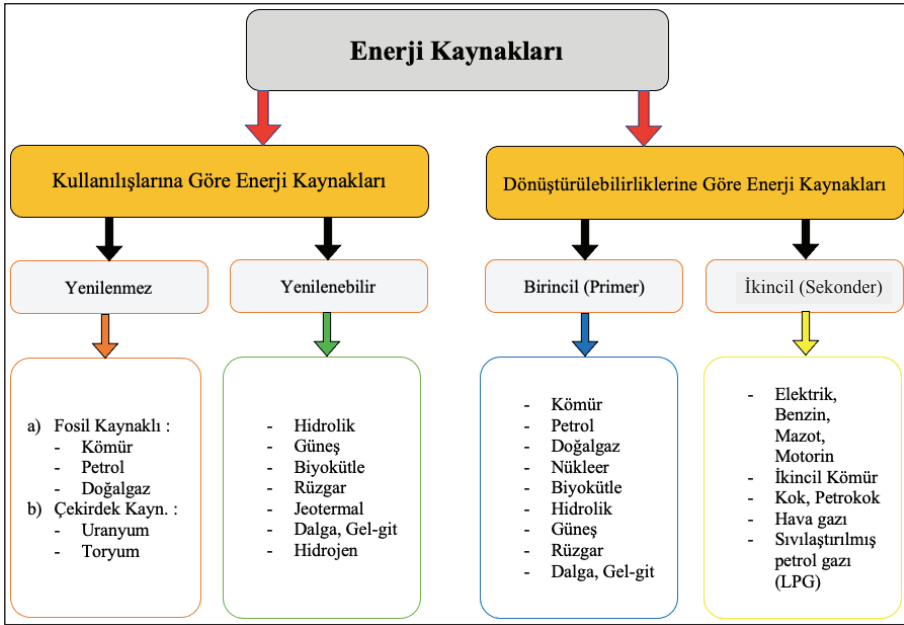 Enerji Kaynakları
Kullanılışlarına Göre Enerji Kaynakları
Dönüştürülebilirliklerine Göre Enerji Kaynakları
Yenilenmez
Yenilenebilir
Birincil (Primer)
İkincil (Sekonder)
a) Fosil Kaynaklı :
- Kömür
- Petrol
- Doğalgaz
b) Çekirdek Kayn. :
- Uranyum
- Toryum
- Hidrolik
- Güneş
- Biyokütle
- Rüzgar
- Jeotermal
- Dalga, Gel-git
- Hidrojen
- Kömür
- Petrol
- Doğalgaz
- Nükleer
- Biyokütle
- Hidrolik
- Güneş
- Rüzgar
- Dalga, Gel-git
- Elektrik,
Benzin,
Mazot,
Motorin
- İkincil Kömür
- Kok, Petrokok
- Hava gazı
- Sıvılaştırılmış
petrol gazı
(LPG)